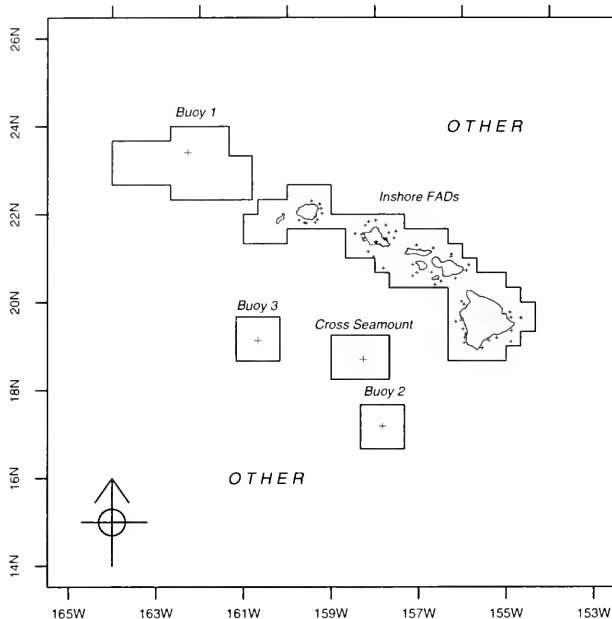 26N
24N
22N
20N
18N
16N
14N
Buoy 1
OTHER
Inshore FADs
Buoy 3
Cross Seamount
Buoy 2
OTHER
165W 163W 161W 159W 157W 155W 153W